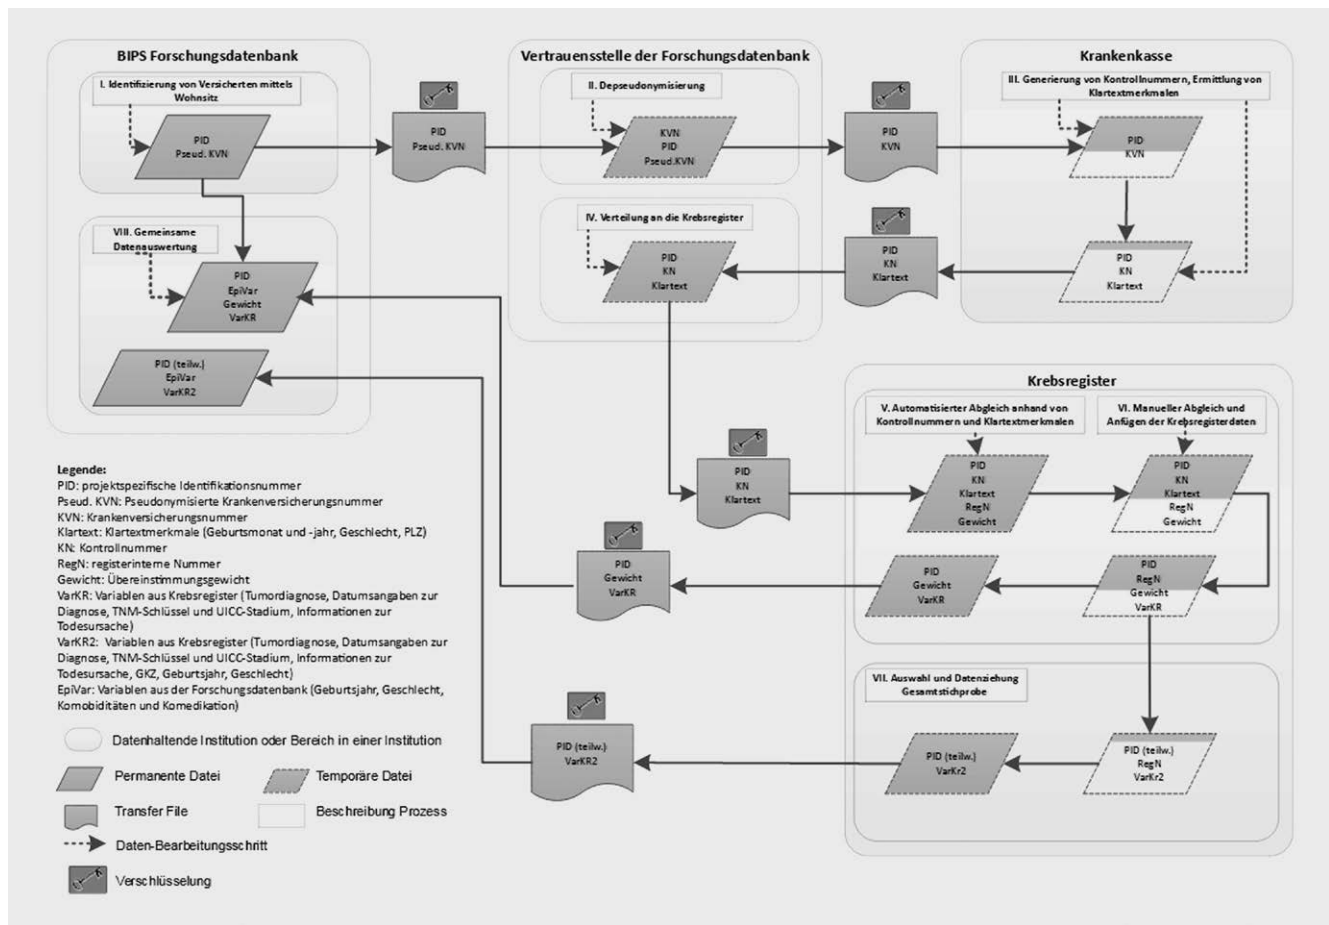 BIPS Forschungsdatenbank
I. Identifizierung von Versicherten mittels
Wohnsitz
PID
Pseud. KVN
PID
Pseud. KVN
Vertrauensstelle der Forschungsdatenbank
II. Depseudonymisierung
KVN
PID
Pseud.KVN
PID
KVN
Krankenkasse
III. Generierung von Kontrollnummern, Ermittlung von
Klartextmerkmalen
PID
KVN
PID
KN
Klartext
PID
KN
Klartext
IV. Verteilung an die Krebsregister
PID
KN
Klartext
VIII. Gemeinsame
Datenauswertung
PID
EpiVar
Gewicht
VarKR
PID (teilw.)
EpiVar
VarKR2
PID
KN
Klartext
Krebsregister
V. Automatisierter Abgleich anhand von
Kontrollnummern und Klartextmerkmalen
VI. Manueller Abgleich und
Anfügen der Krebsregisterdaten
PID
KN
Klartext
RegN
Gewicht
PID
KN
Klartext
RegN
Gewicht
PID
RegN
Gewicht
VarKR
PID
Gewicht
VarKR
PID
Gewicht
VarKR
VII. Auswahl und Datenziehung
Gesamtstichprobe
PID (teilw.)
RegN
VarKr2
PID (teilw.)
VarKr2
PID (teilw.)
VarKR2
Legende:
PID: projektspezifische Identifikationsnummer
Pseud. KVN: Pseudonymisierte Krankenversicherungsnummer
KVN: Krankenversicherungsnummer
Klartext: Klartextmerkmale (Geburtsmonat und -jahr, Geschlecht, PLZ)
KN: Kontrollnummer
RegN: registerinterne Nummer
Gewicht: Übereinstimmungsgewicht
VarKR: Variablen aus Krebsregister (Tumordiagnose, Datumsangaben zur
Diagnose, TNM-Schlüssel und UICC-Stadium, Informationen zur
Todesursache)
VarKR2: Variablen aus Krebsregister (Tumordiagnose, Datumsangaben zur
Diagnose, TNM-Schlüssel und UICC-Stadium, Informationen zur
Todesursache, GKZ, Geburtsjahr, Geschlecht)
EpiVar: Variablen aus der Forschungsdatenbank (Geburtsjahr, Geschlecht,
Komobiditäten und Komedikation)
Datenhaltende Institution oder Bereich in einer Institution
Permanente Datei
Temporäre Datei
Transfer File
Beschreibung Prozess
Daten-Bearbeitungsschritt
Verschlüsselung